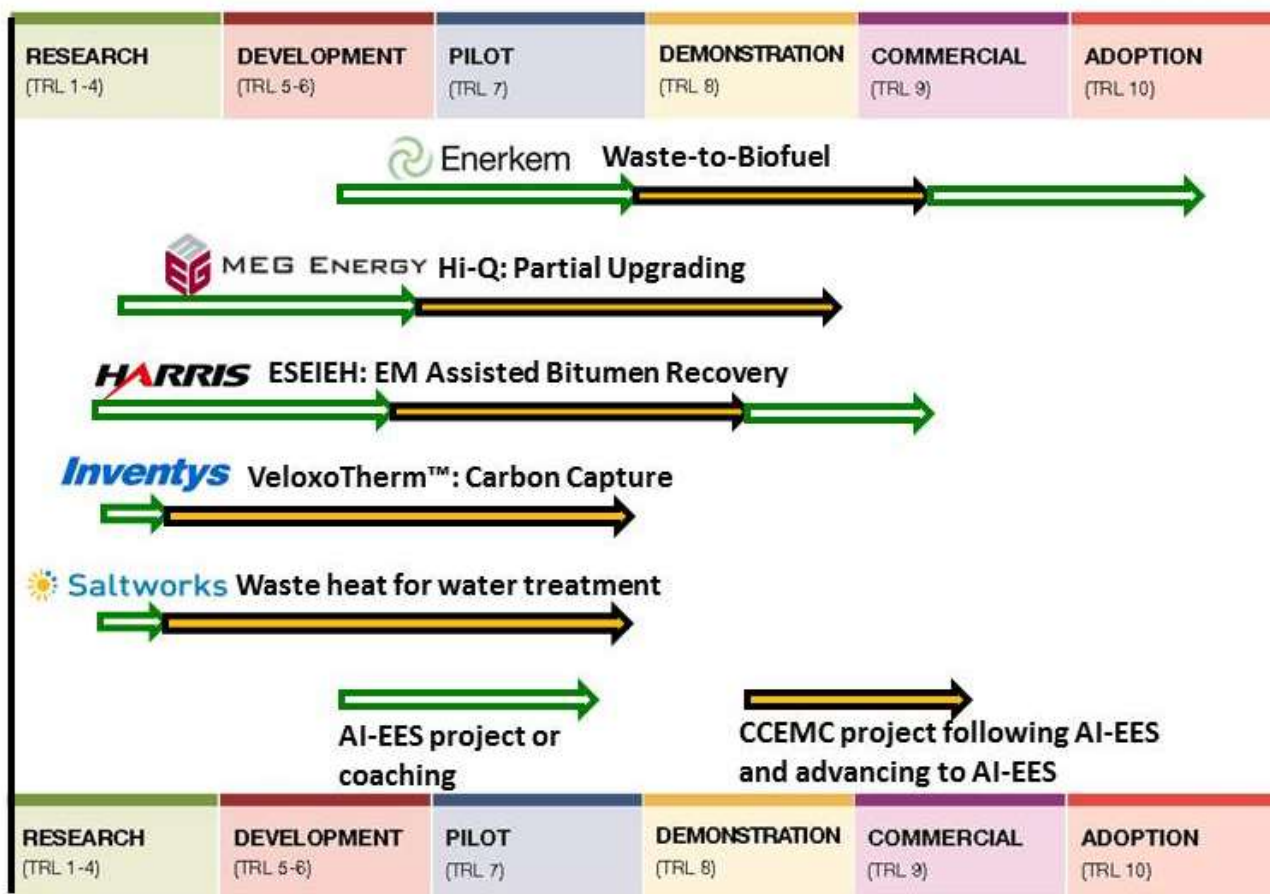 RESEARCH
(TRL 1-4)
DEVELOPMENT
(TRL 5-6)
PILOT
(TRL 7)
DEMONSTRATION
(TRL 8)
COMMERCIAL
(TRL 9)
ADOPTION
(TRL 10)
Enerkem Waste-to-Biofuel
MEG MEG ENERGY Hi-Q: Partial Upgrading
HARRIS ESEIEH: EM Assisted Bitumen Recovery
Inventys VeloxoTherm™: Carbon Capture
Saltworks Waste heat for water treatment
AI-EES project or
coaching
CCEMC project following AI-EES
and advancing to AI-EES
RESEARCH
(TRL 1-4)
DEVELOPMENT
(TRL 5-6)
PILOT
(TRL 7)
DEMONSTRATION
(TRL 8)
COMMERCIAL
(TRL 9)
ADOPTION
(TRL 10)